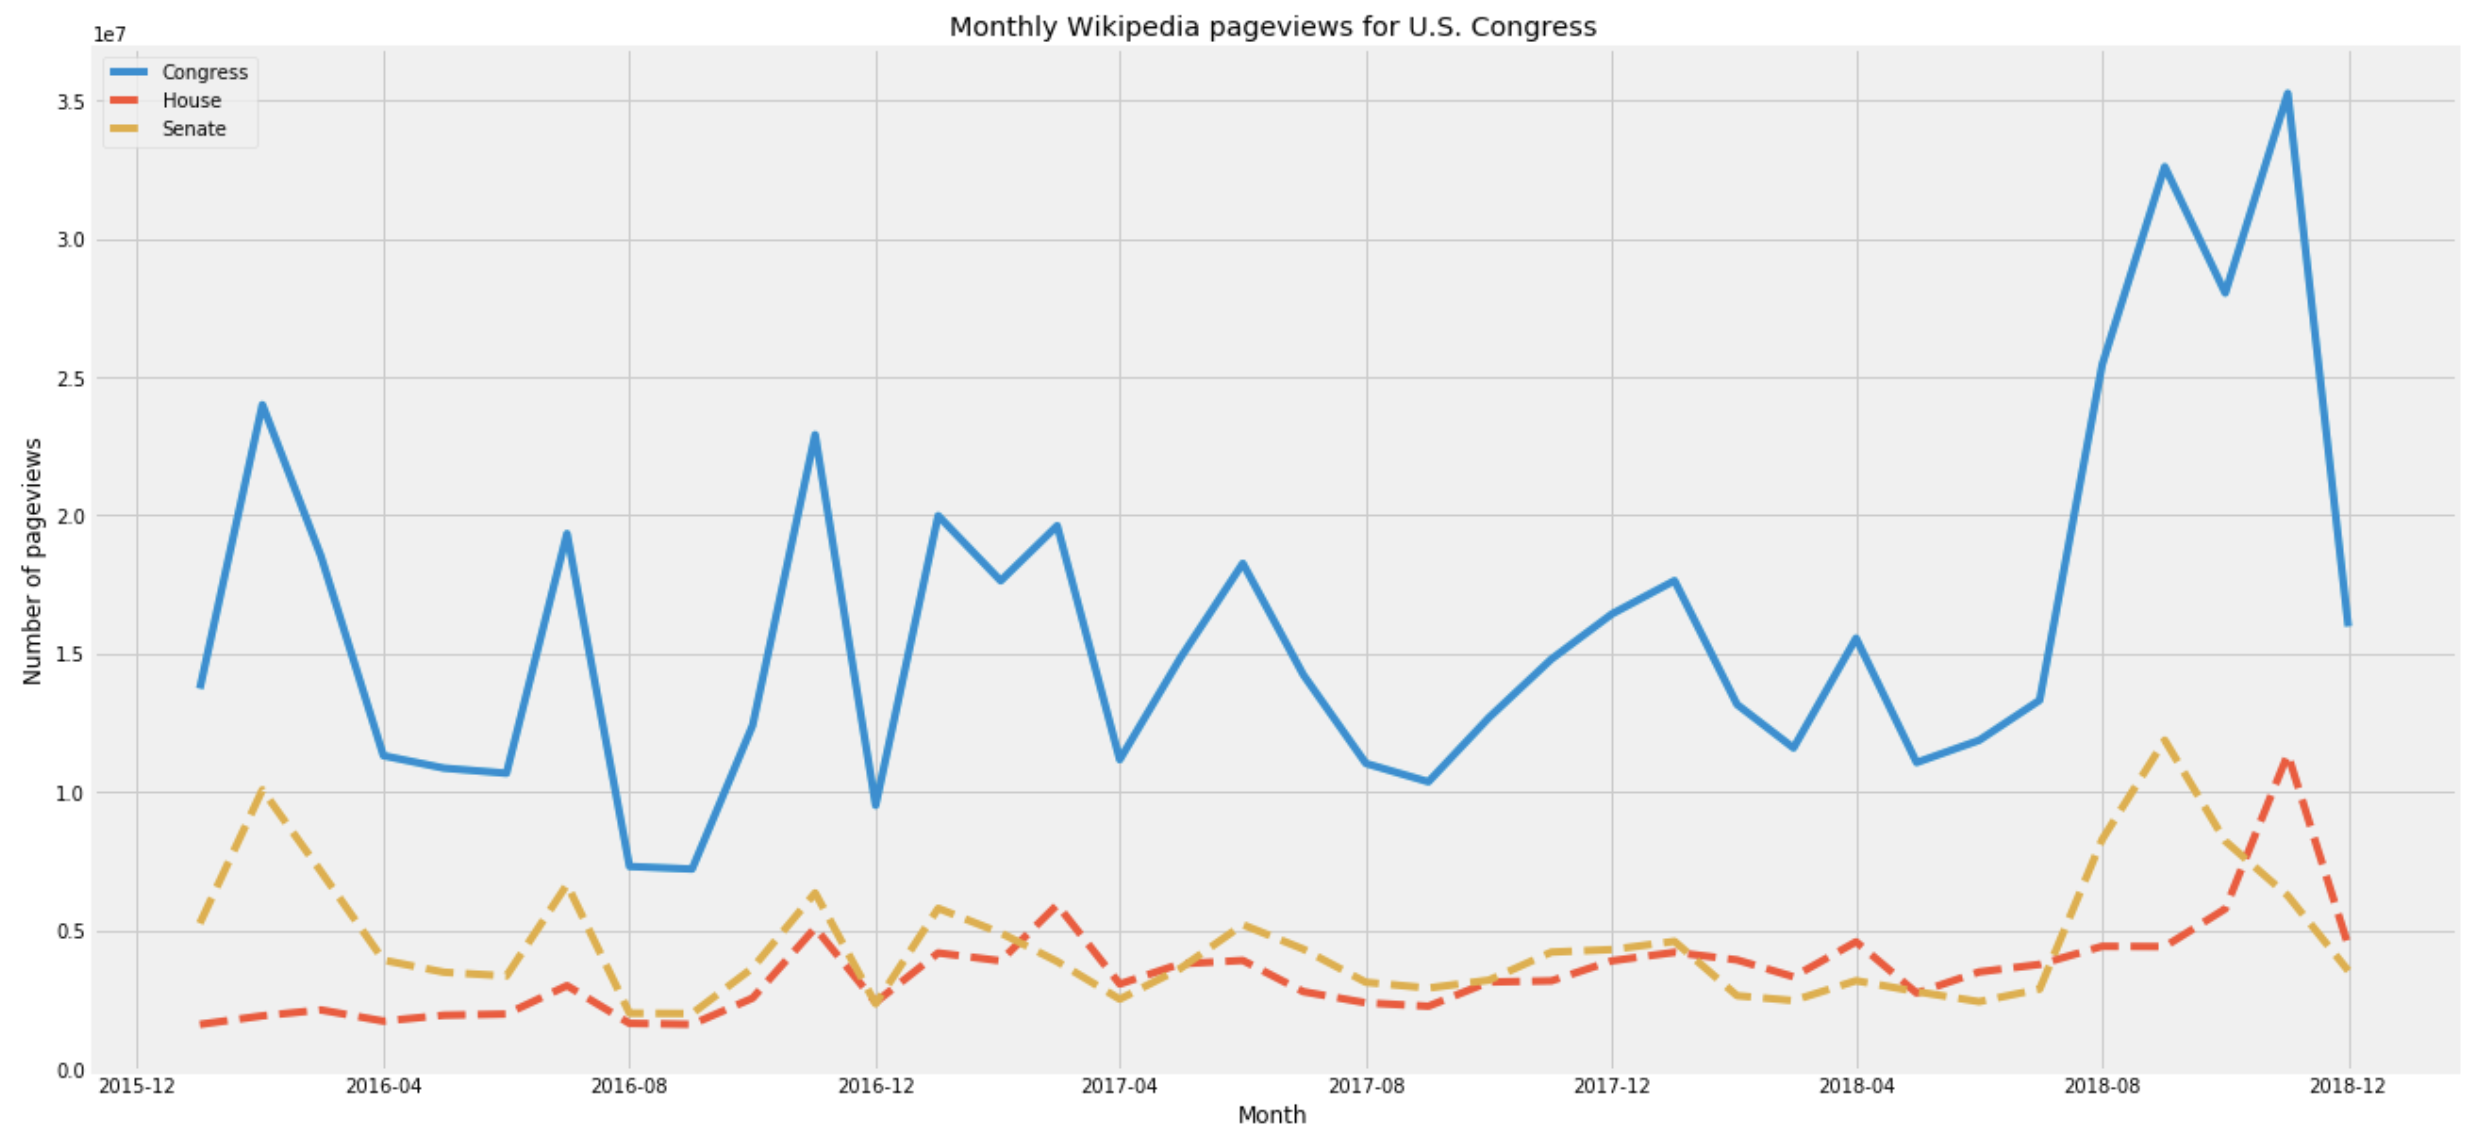 Monthly Wikipedia pageviews for U.S. Congress
1e7
Congress
House
Senate
3.5
3.0
2.5
2.0
1.5
1.0
0.5
0.0
Number of pageviews
2015-12 2016-04 2016-08 2016-12 2017-04 2017-08 2017-12 2018-04 2018-08 2018-12
Month